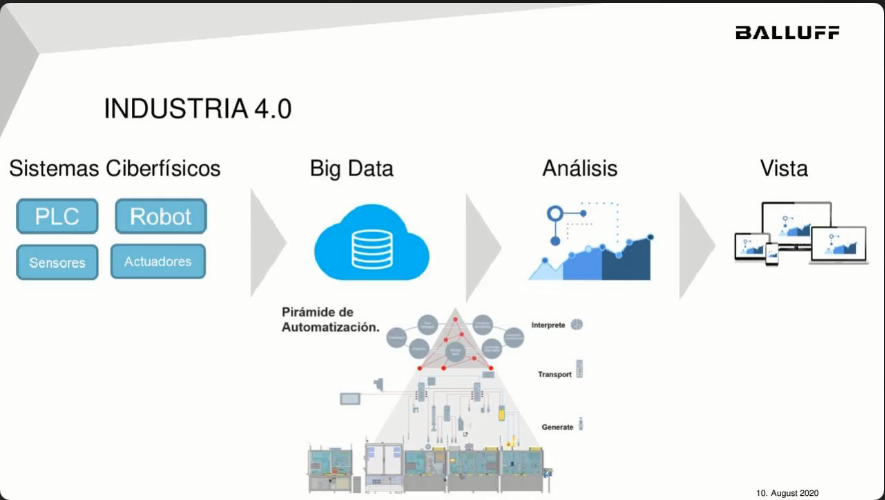 BALLUFF
INDUSTRIA 4.0
Sistemas Ciberfísicos
Big Data
Análisis
Vista
PLC
Robot
Sensores
Actuadores
Pirámide de
Automatización.
Interprete
Transport
Generate
10. August 2020